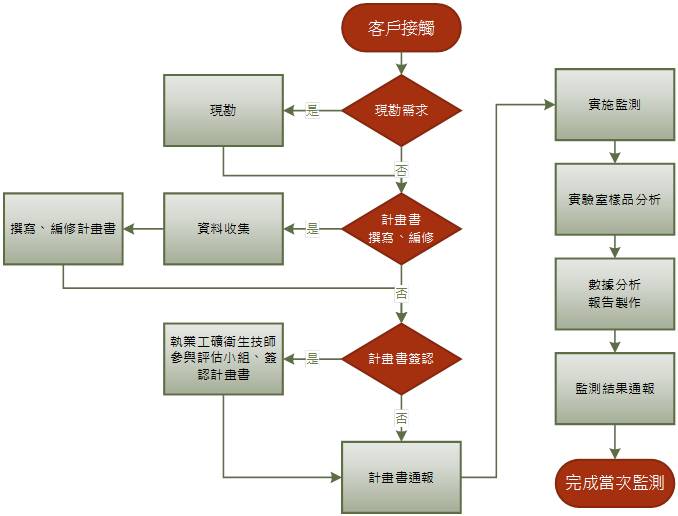 客戶接觸
現勘需求
是
現勘
否
計畫書
撰寫、編修
是
資料收集
撰寫、編修計畫書
否
計畫書簽認
是
執業工礦衛生技師
參與評估小組、簽
認計畫書
否
計畫書通報
實施監測
實驗室樣品分析
數據分析
報告製作
監測結果通報
完成當次監測